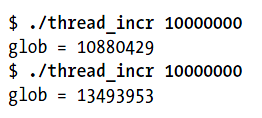 $ ./thread_incr 10000000
glob = 10880429
$ ./thread_incr 10000000
glob = 13493953